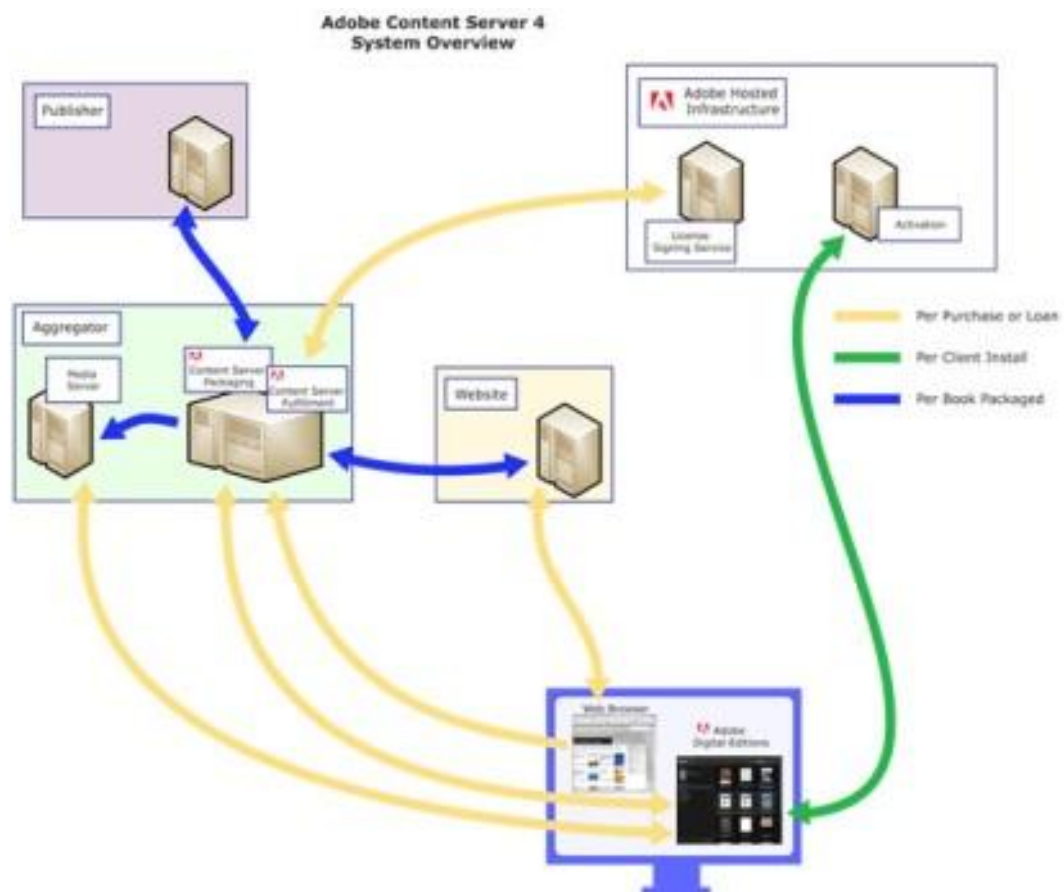 Adobe Content Server 4
System Overview
Publisher
Adobe Hosted
Infrastructure
License
Signing Service
Activation
Aggregator
Media
Server
Content Server
Packaging
Content Server
Fulfillment
Website
Per Purchase or Loan
Per Client Install
Per Book Packaged
Web Browser
Adobe
Digital Editions